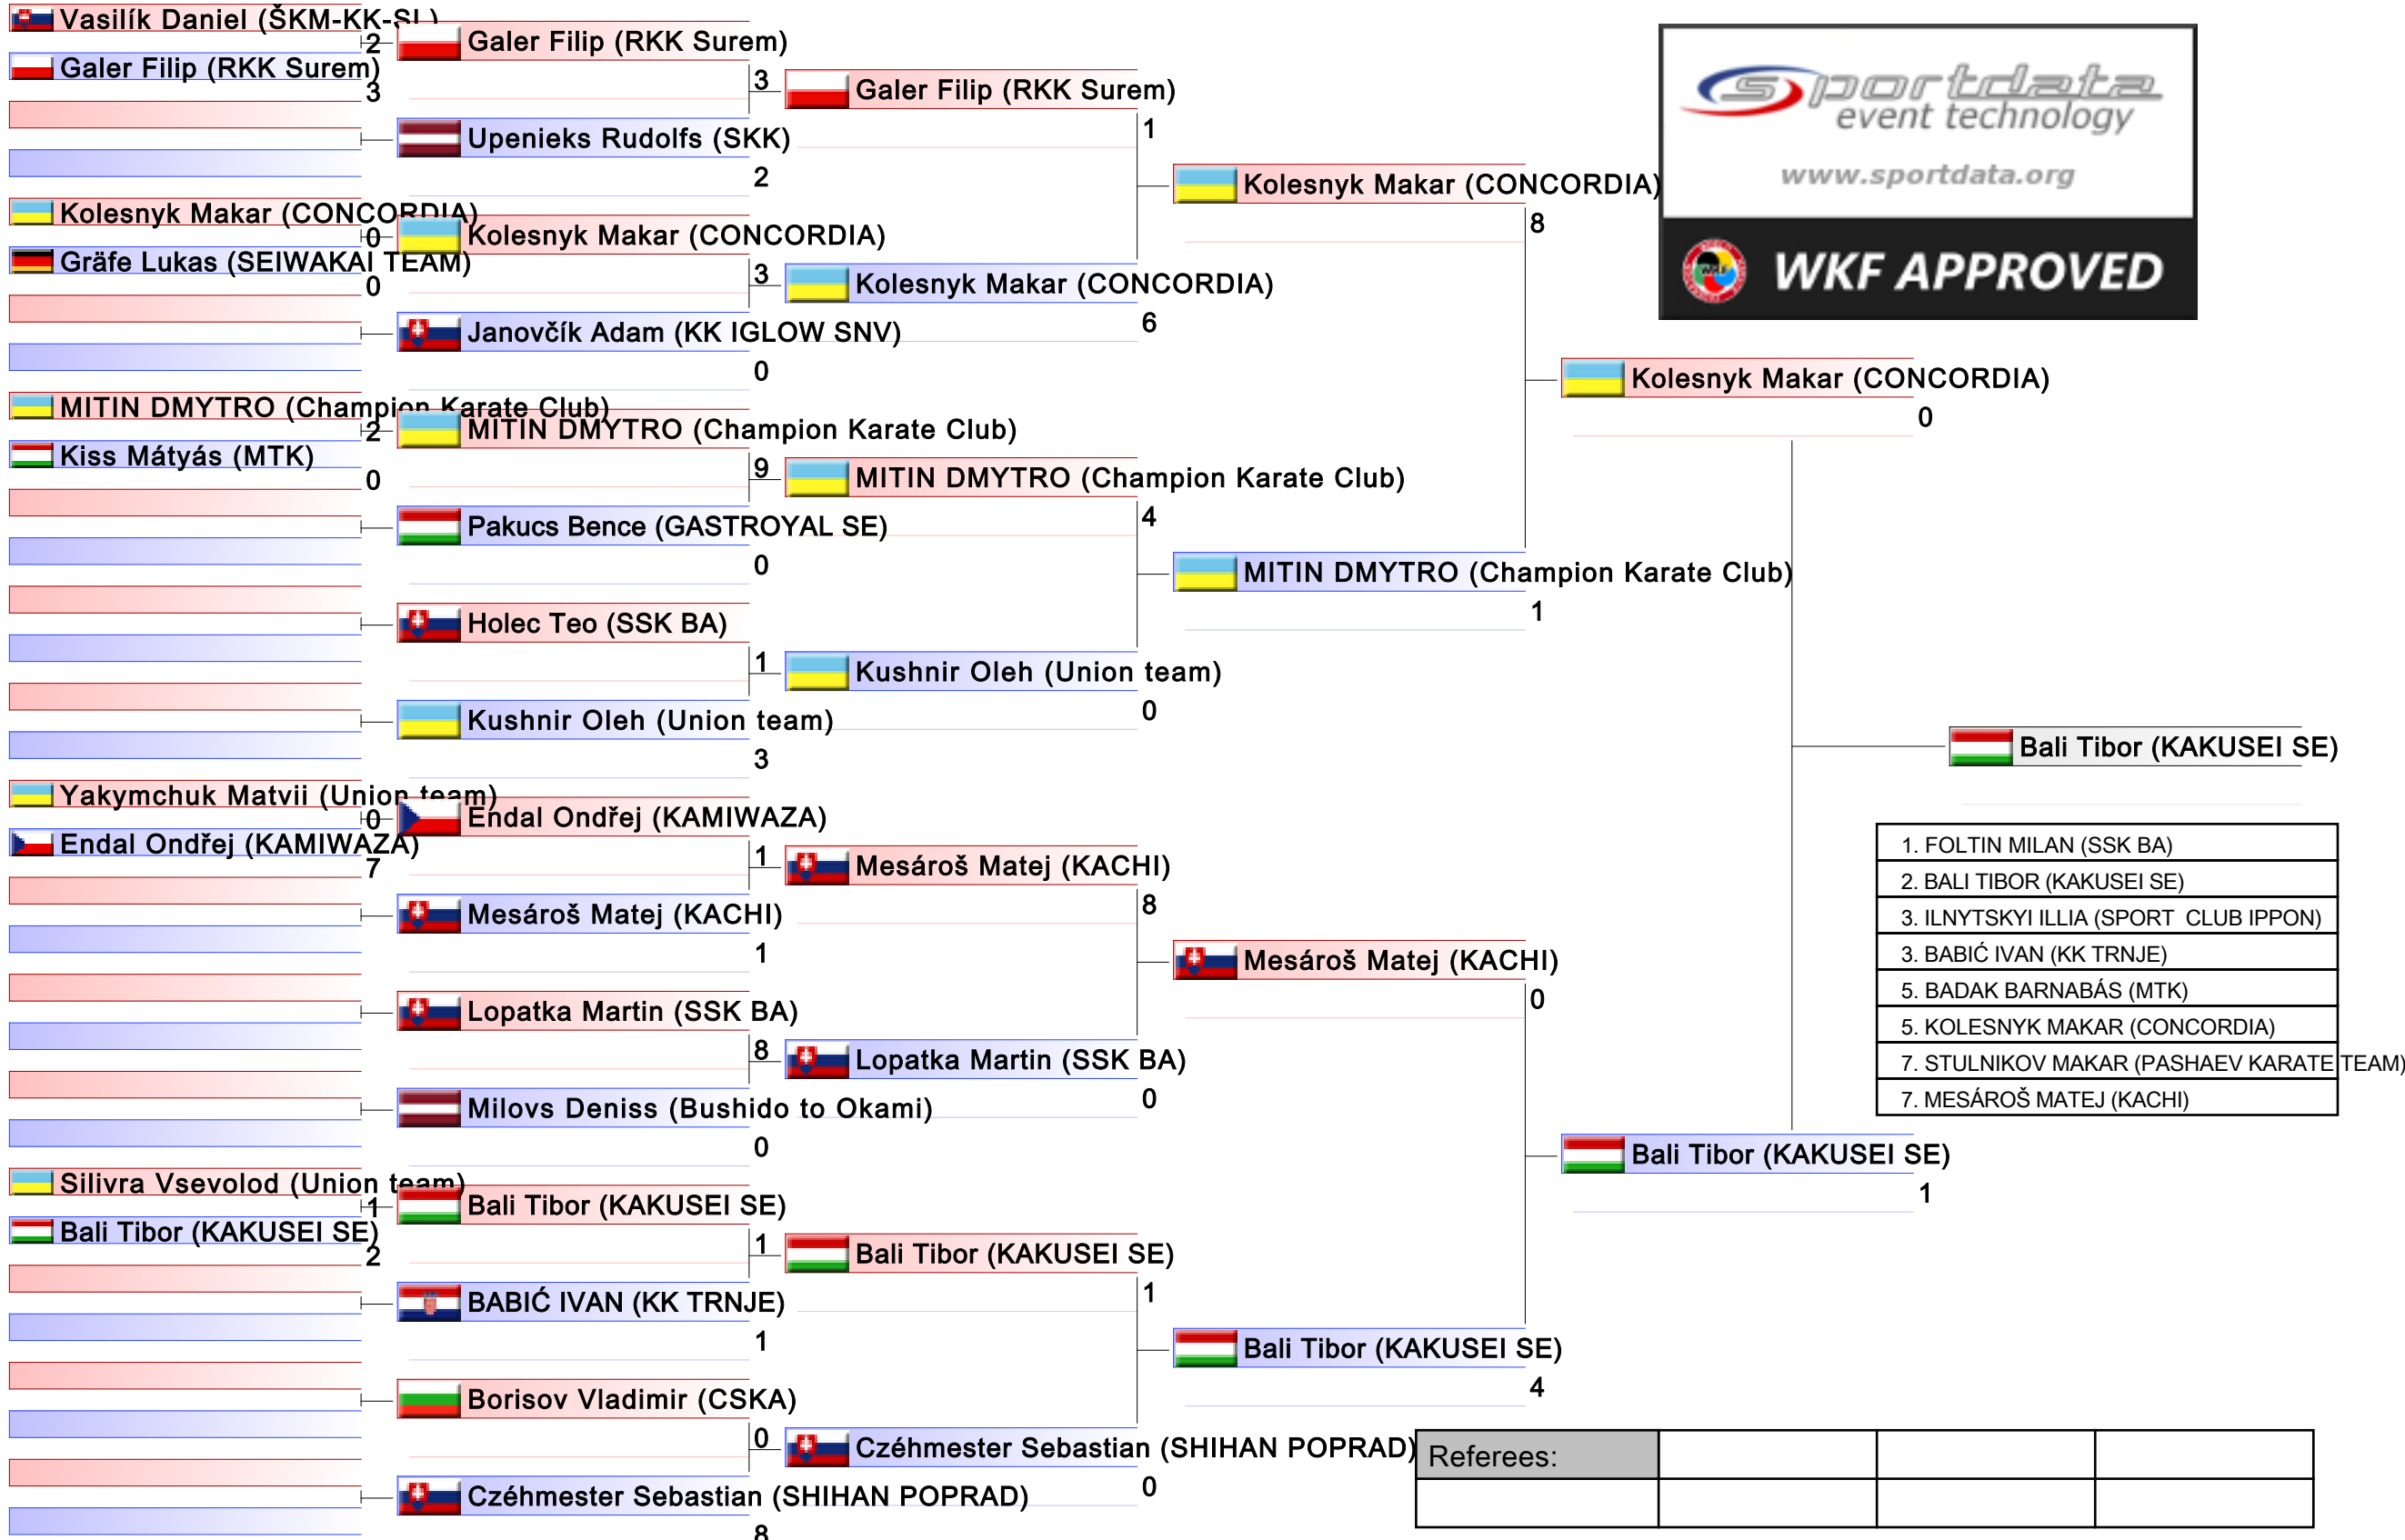 Vasilík Daniel (ŠKM-KK-SL)
2
Galer Filip (RKK Surem)
3
Kolesnyk Makar (CONCORDIA)
0
Gräfe Lukas (SEIWAKAI TEAM)
0
MITIN DMYTRO (Champion Karate Club)
2
Kiss Mátyás (MTK)
0
Yakymchuk Matvii (Union team)
0
Endal Ondřej (KAMIWAZA)
7
Silivra Vsevolod (Union team)
1
Bali Tibor (KAKUSEI SE)
2
Galer Filip (RKK Surem)
3
Upenieks Rudolfs (SKK)
2
Kolesnyk Makar (CONCORDIA)
3
Janovčík Adam (KK IGLOW SNV)
0
MITIN DMYTRO (Champion Karate Club)
9
Pakucs Bence (GASTROYAL SE)
0
Holec Teo (SSK BA)
1
Kushnir Oleh (Union team)
3
Endal Ondřej (KAMIWAZA)
1
Mesároš Matej (KACHI)
1
Lopatka Martin (SSK BA)
8
Milovs Deniss (Bushido to Okami)
0
Bali Tibor (KAKUSEI SE)
1
BABIĆ IVAN (KK TRNJE)
1
Borisov Vladimir (CSKA)
0
Czéhmester Sebastian (SHIHAN POPRAD)
8
Galer Filip (RKK Surem)
1
Kolesnyk Makar (CONCORDIA)
6
MITIN DMYTRO (Champion Karate Club)
4
Kushnir Oleh (Union team)
0
Mesároš Matej (KACHI)
8
Lopatka Martin (SSK BA)
0
Bali Tibor (KAKUSEI SE)
1
Czéhmester Sebastian (SHIHAN POPRAD)
0
Kolesnyk Makar (CONCORDIA)
8
MITIN DMYTRO (Champion Karate Club)
1
Mesároš Matej (KACHI)
0
Bali Tibor (KAKUSEI SE)
4
Kolesnyk Makar (CONCORDIA)
0
Bali Tibor (KAKUSEI SE)
1
Bali Tibor (KAKUSEI SE)
sportdata
event technology
www.sportdata.org
WKF
WKF APPROVED
1. FOLTIN MILAN (SSK BA)
2. BALI TIBOR (KAKUSEI SE)
3. ILNYTSKYI ILLIA (SPORT CLUB IPPON)
3. BABIĆ IVAN (KK TRNJE)
5. BADAK BARNABÁS (MTK)
5. KOLESNYK MAKAR (CONCORDIA)
7. STULNIKOV MAKAR (PASHAEV KARATE TEAM)
7. MESÁROŠ MATEJ (KACHI)
Referees: